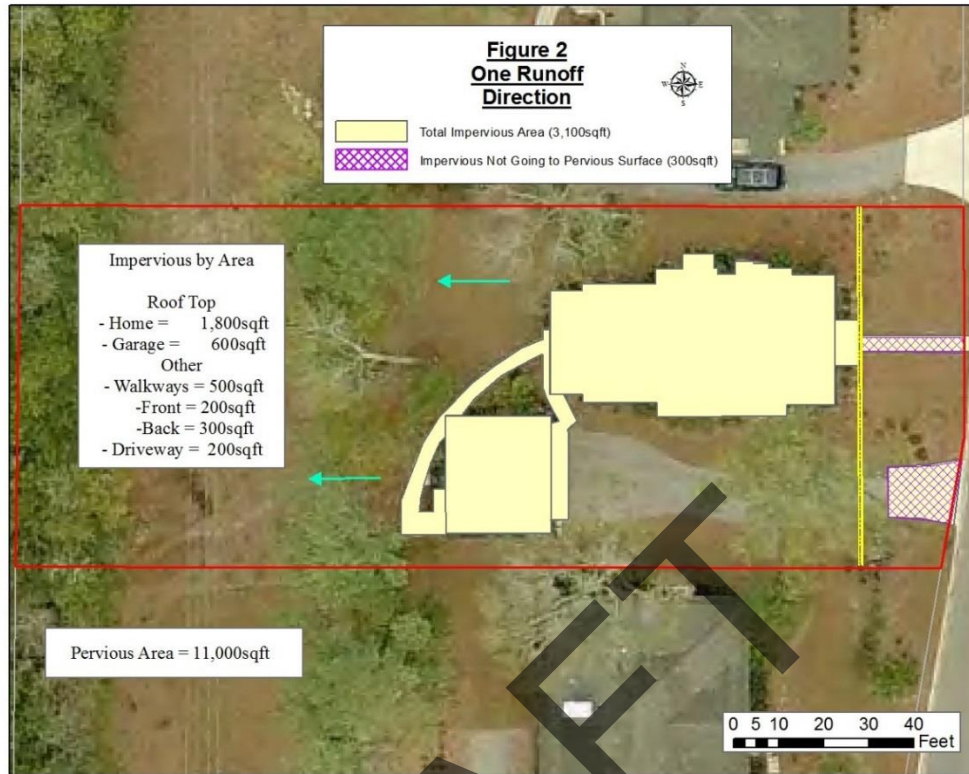 Figure 2
One Runoff
Direction
N
W E
S
Total Impervious Area (3,100sqft)
Impervious Not Going to Pervious Surface (300sqft)
Impervious by Area
Roof Top
- Home = 1,800sqft
- Garage = 600sqft
Other
- Walkways = 500sqft
-Front = 200sqft
-Back = 300sqft
- Driveway = 200sqft
Pervious Area = 11,000sqft
0 5 10 20 30 40
Feet